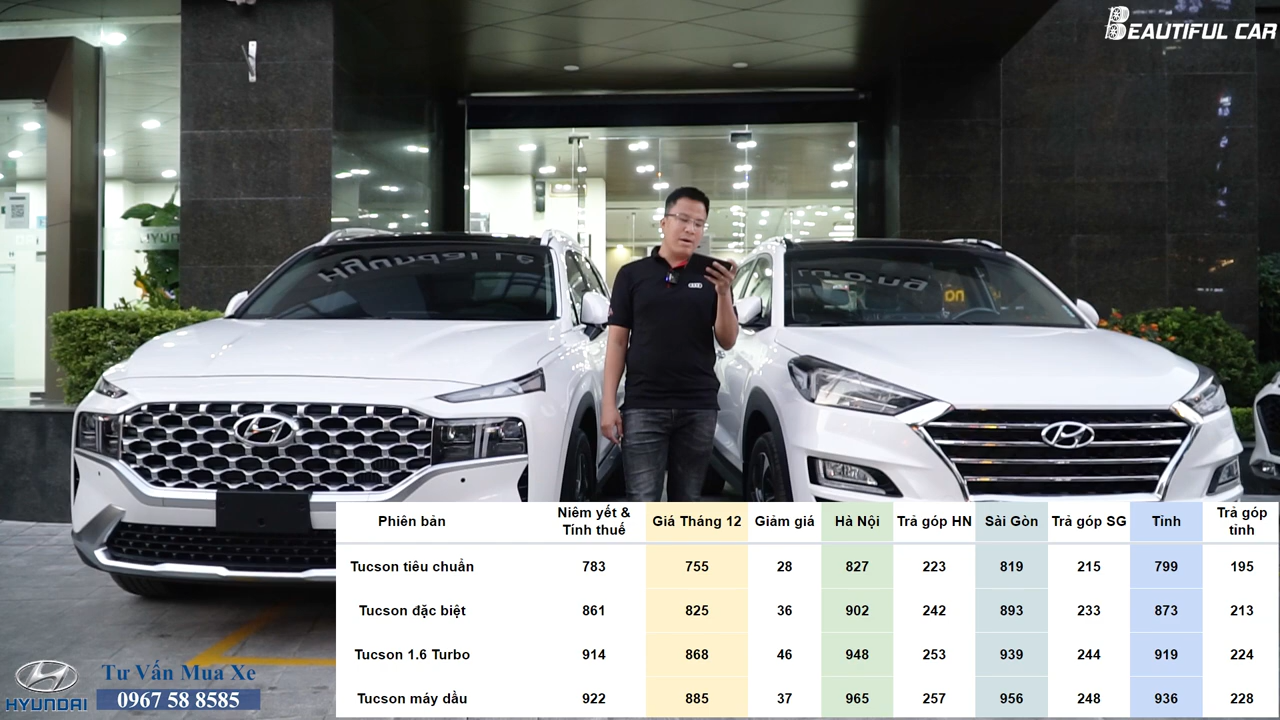 BEAUTIFUL CAR
HYUNDAI
Phiên bản | Niêm yết & Tính thuế | Giá Tháng 12 | Giảm giá | Hà Nội | Trả góp HN | Sài Gòn | Trả góp SG | Tỉnh | Trả góp tỉnh
Tucson tiêu chuẩn | 783 | 755 | 28 | 827 | 223 | 819 | 215 | 799 | 195
Tucson đặc biệt | 861 | 825 | 36 | 902 | 242 | 893 | 233 | 873 | 213
Tucson 1.6 Turbo | 914 | 868 | 46 | 948 | 253 | 939 | 244 | 919 | 224
Tucson máy dầu | 922 | 885 | 37 | 965 | 257 | 956 | 248 | 936 | 228
Tư Vấn Mua Xe
HYUNDAI
0967 58 8585